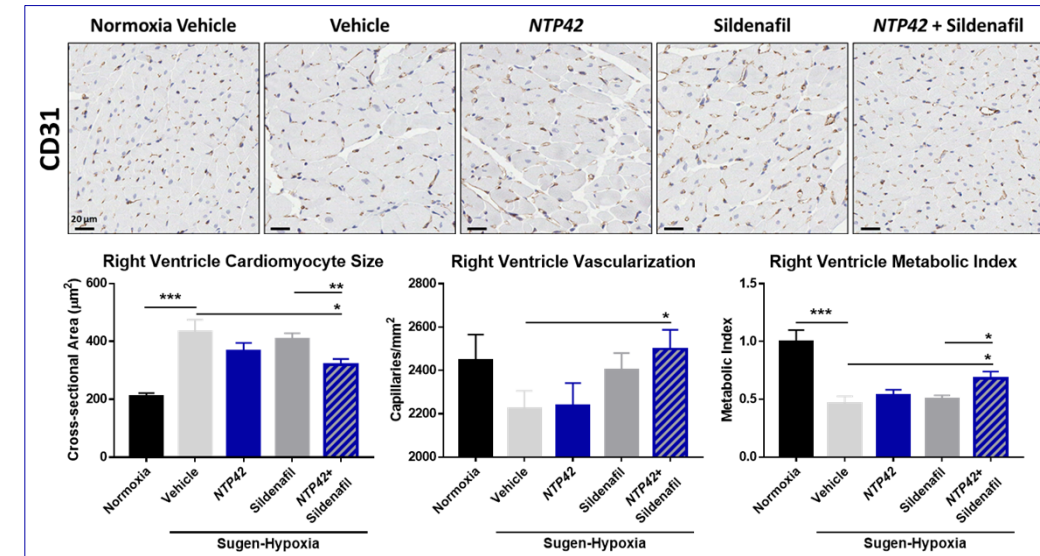 Normoxia Vehicle
Vehicle
NTP42
Sildenafil
NTP42 + Sildenafil
CD31
20 µm
Right Ventricle Cardiomyocyte Size
Cross-sectional Area (µm²)
600
400
200
0
***
**
*
Normoxia
Vehicle
NTP42
Sildenafil
NTP42+
Sildenafil
Sugen-Hypoxia
Right Ventricle Vascularization
Capillaries/mm²
2800
2600
2400
2200
2000
*
Normoxia
Vehicle
NTP42
Sildenafil
NTP42+
Sildenafil
Sugen-Hypoxia
Right Ventricle Metabolic Index
Metabolic Index
1.5
1.0
0.5
0.0
***
*
*
Normoxia
Vehicle
NTP42
Sildenafil
NTP42+
Sildenafil
Sugen-Hypoxia